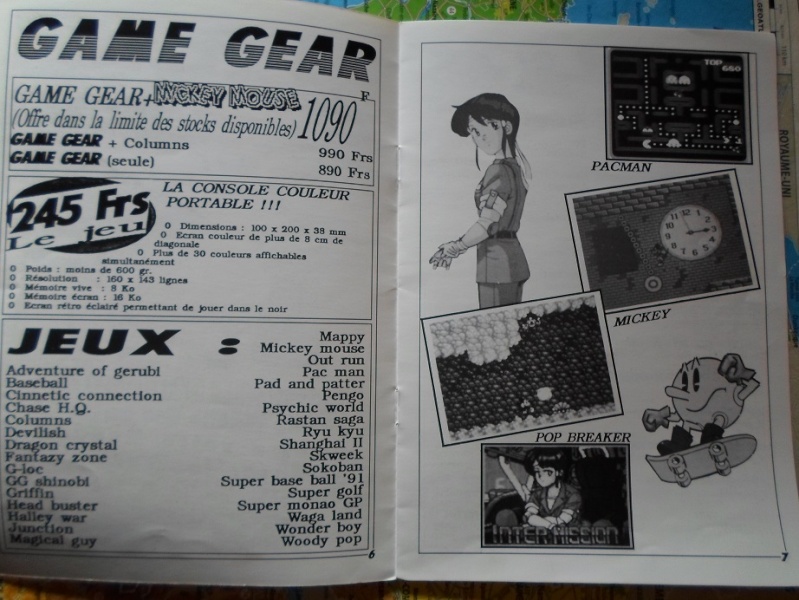 GAME GEAR
F
GAME GEAR+MICKEY MOUSE
(Offre dans la limite des stocks disponibles) 1090
GAME GEAR + Columns
990 Frs
GAME GEAR (seule)
890 Frs
245 Frs
Le jeu
LA CONSOLE COULEUR
PORTABLE !!!
0 Dimensions : 100 x 200 x 38 mm
0 Ecran couleur de plus de 8 cm de
diagonale
0 Plus de 30 couleurs affichables
simultanément
0 Poids : moins de 600 gr.
0 Résolution : 160 x 143 lignes
0 Mémoire vive : 8 Ko
0 Mémoire écran : 16 Ko
0 Ecran rétro éclairé permettant de jouer dans le noir
JEUX :
Adventure of gerubi
Baseball
Cinnetic connection
Chase H.Q.
Columns
Devilish
Dragon crystal
Fantazy zone
G-loc
GG shinobi
Griffin
Head buster
Halley war
Junction
Magical guy
Mappy
Mickey mouse
Out run
Pac man
Pad and patter
Pengo
Psychic world
Rastan saga
Ryu kyu
Shanghai II
Skweek
Sokoban
Super base ball '91
Super golf
Super monao GP
Waga land
Wonder boy
Woody pop
6
TOP
660
PACMAN
MICKEY
POP BREAKER
INTERMISSION
7
ROYAUME-UNI